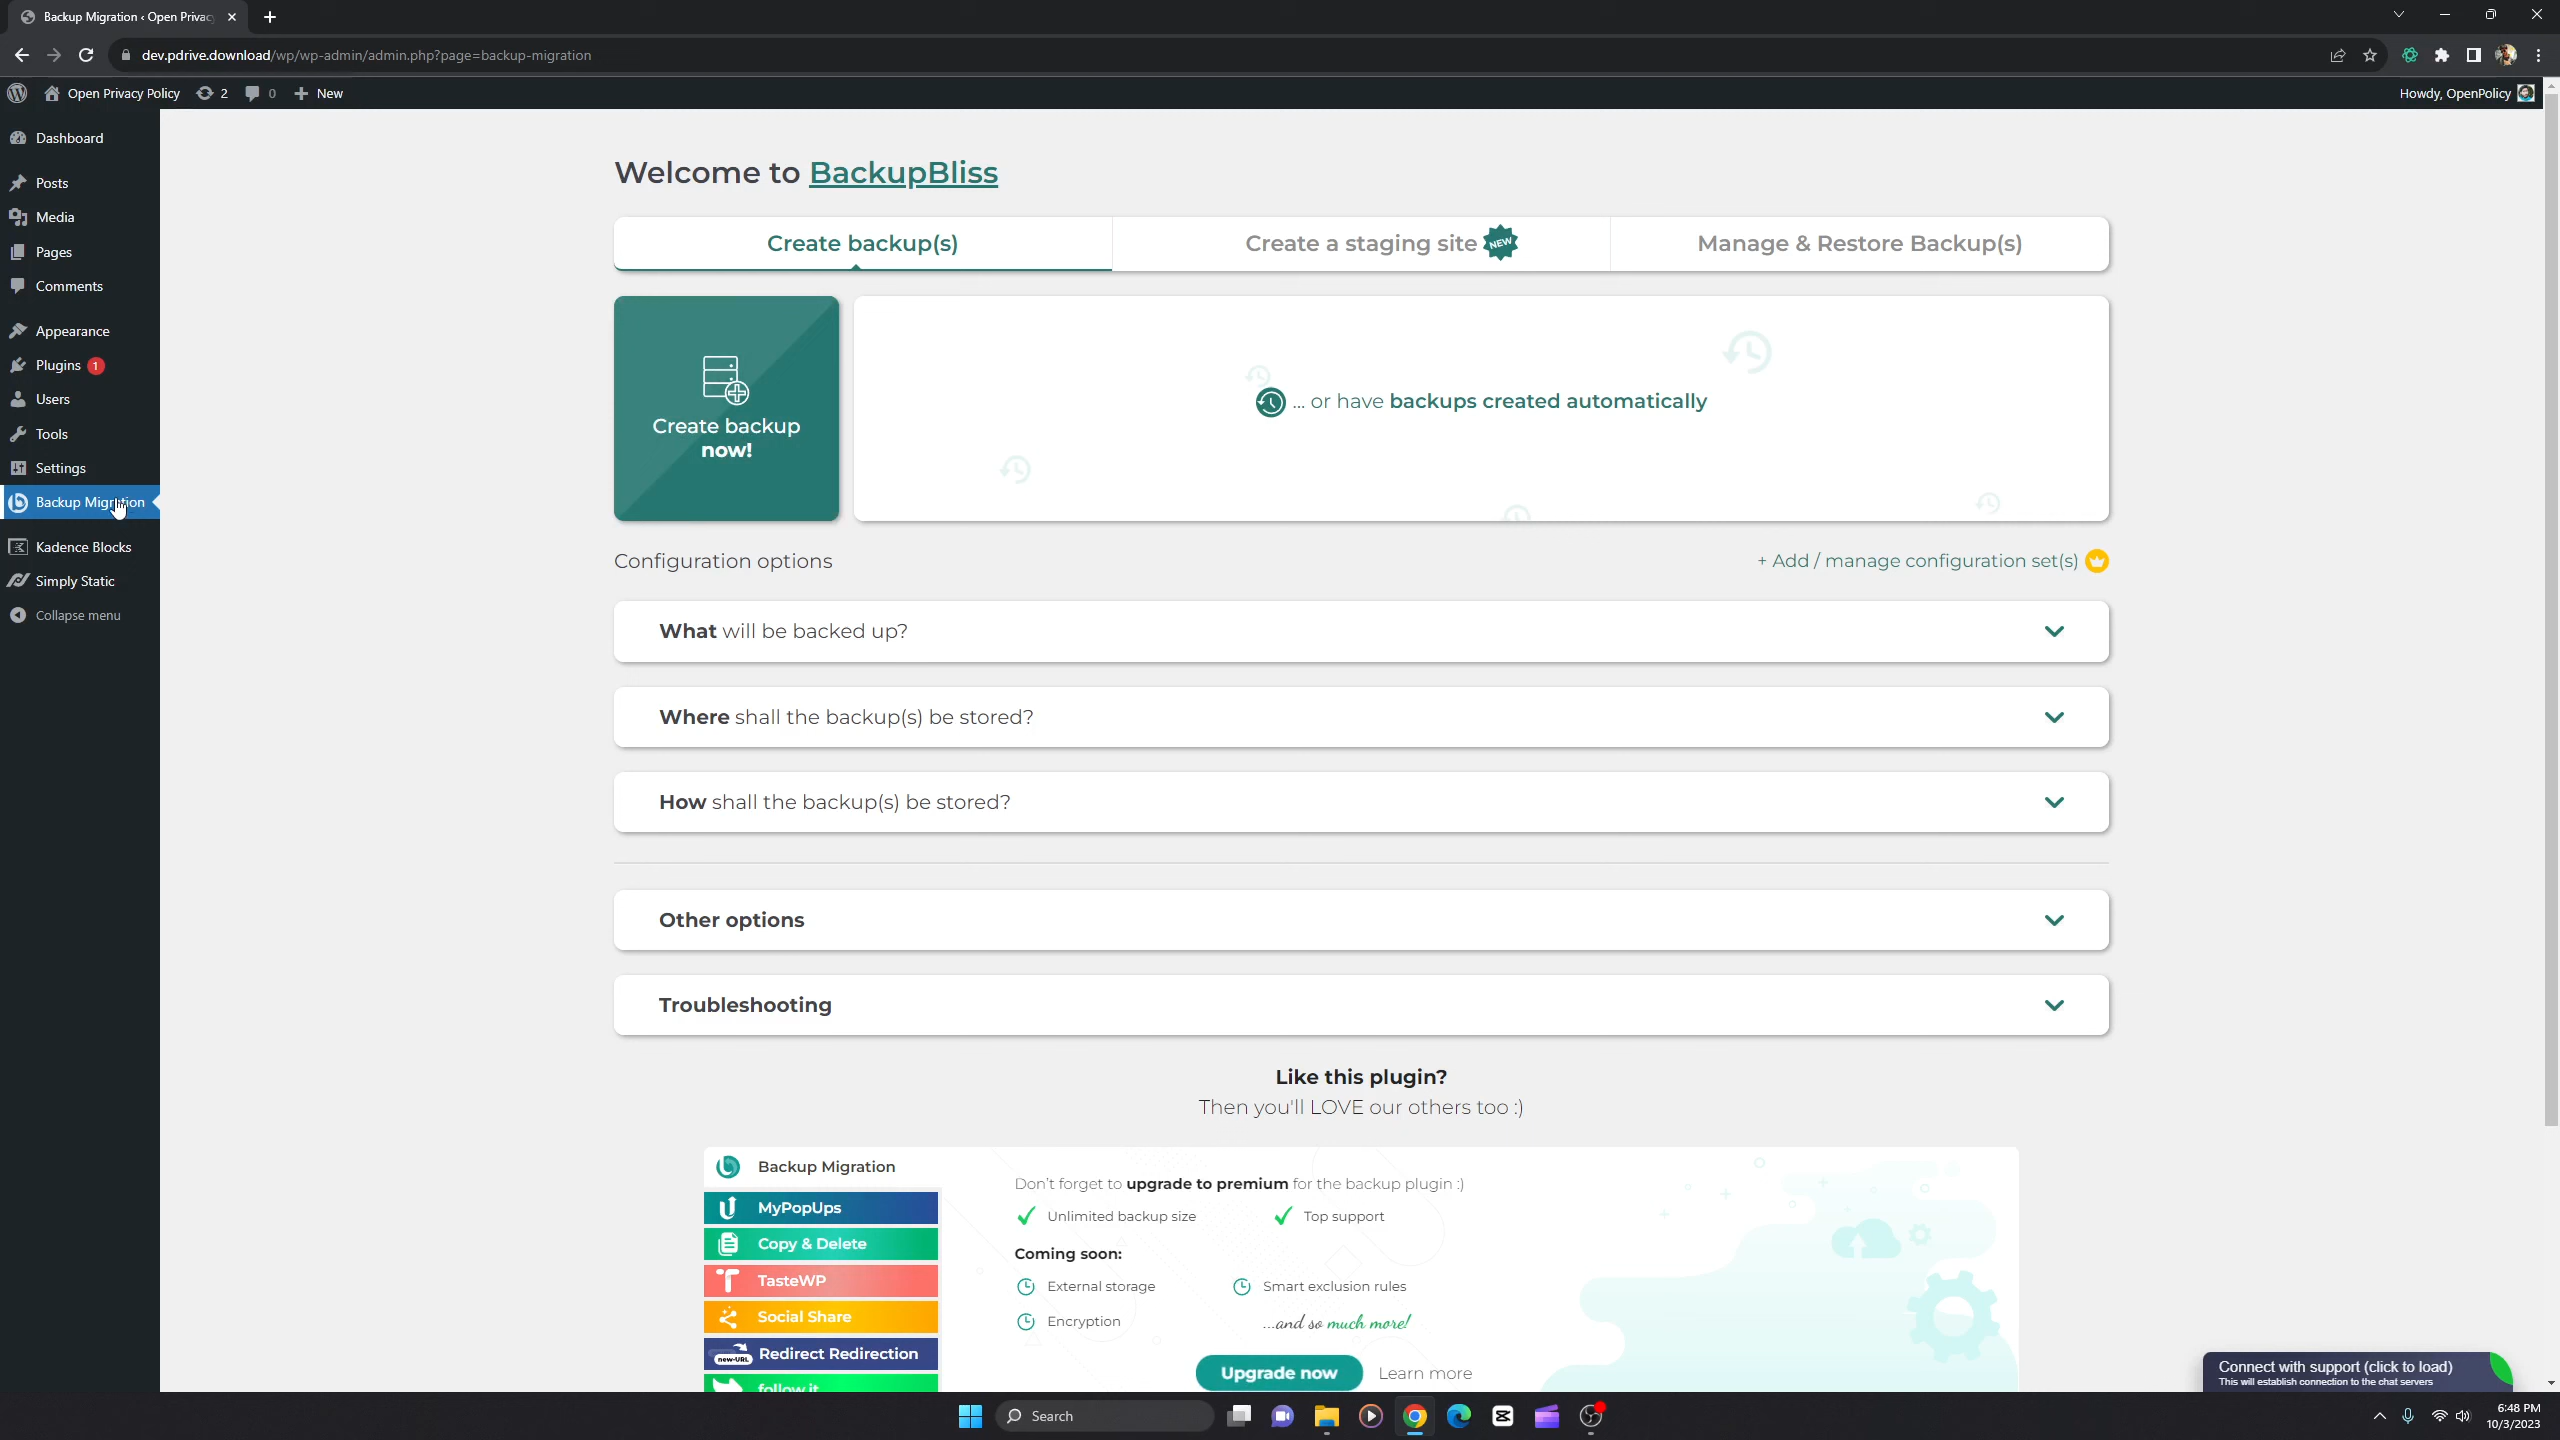 Backup Migration ‹ Open Privac
dev.pdrive.download/wp/wp-admin/admin.php?page=backup-migration
Open Privacy Policy
2
0
New
Howdy, OpenPolicy
Dashboard
Posts
Media
Pages
Comments
Appearance
Plugins 1
Users
Tools
Settings
Backup Migration
Kadence Blocks
Simply Static
Collapse menu
Welcome to BackupBliss
Create backup(s)
Create a staging site NEW
Manage & Restore Backup(s)
Create backup
now!
... or have backups created automatically
Configuration options
+ Add / manage configuration set(s)
What will be backed up?
Where shall the backup(s) be stored?
How shall the backup(s) be stored?
Other options
Troubleshooting
Like this plugin?
Then you'll LOVE our others too :)
Backup Migration
MyPopUps
Copy & Delete
TasteWP
Social Share
new-URL Redirect Redirection
follow.it
Don't forget to upgrade to premium for the backup plugin :)
Unlimited backup size
Top support
Coming soon:
External storage
Smart exclusion rules
Encryption
...and so much more!
Upgrade now
Learn more
Connect with support (click to load)
This will establish connection to the chat servers
Search
6:48 PM
10/3/2023